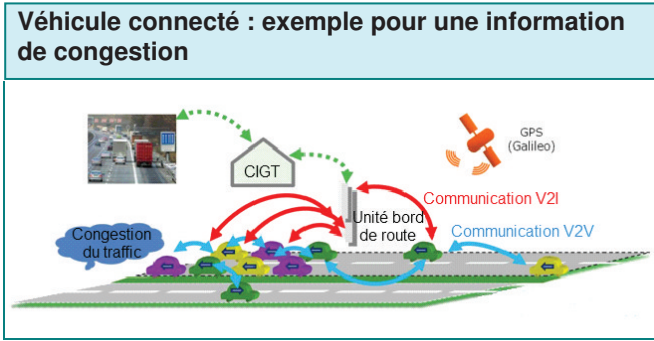 Véhicule connecté : exemple pour une information
de congestion
GPS
(Galileo)
CIGT
Communication V2I
Unité bord
de route
Communication V2V
Congestion
du traffic